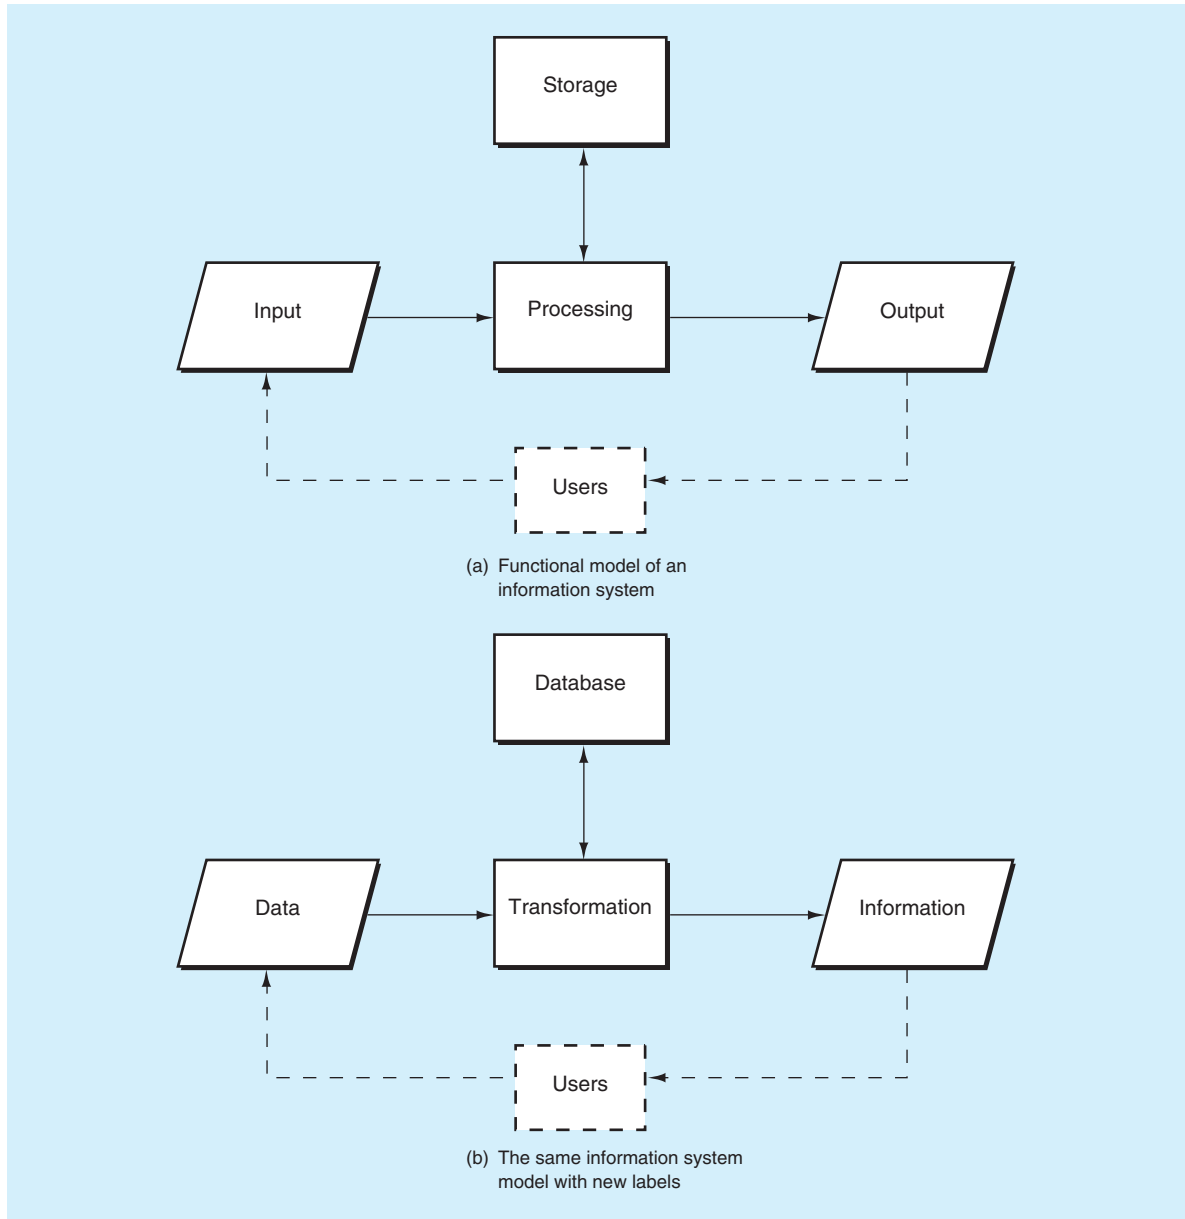 Storage
Input
Processing
Output
Users
(a) Functional model of an
information system
Database
Data
Transformation
Information
Users
(b) The same information system
model with new labels